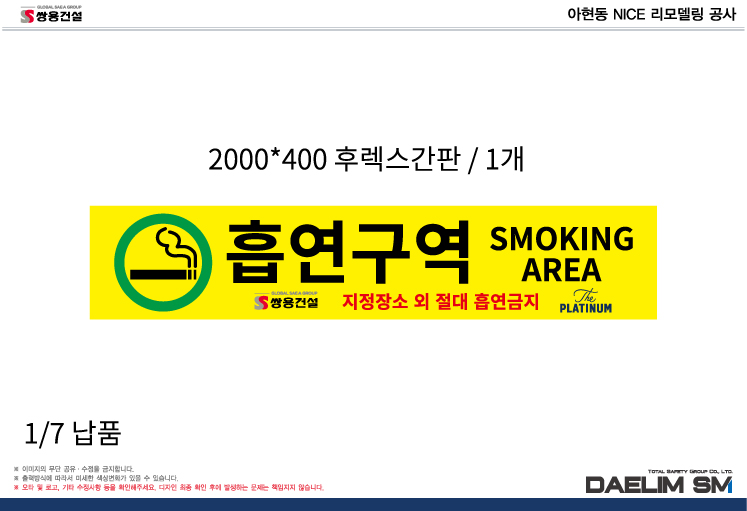 GLOBAL SAEA GROUP
쌍용건설
아현동 NICE 리모델링 공사
2000*400 후렉스간판 / 1개
흡연구역
SMOKING
AREA
GLOBAL SAEA GROUP
쌍용건설
지정장소 외 절대 흡연금지
The
PLATINUM
1/7 납품
※ 이미지의 무단 공유·수정을 금지합니다.
※ 출력방식에 따라서 미세한 색상변화가 있을 수 있습니다.
※ 오타 및 로고, 기타 수정사항 등을 확인해주세요. 디자인 최종 확인 후에 발생하는 문제는 책임지지 않습니다.
Total Safety Group Co., LTD.
DAELIM SM